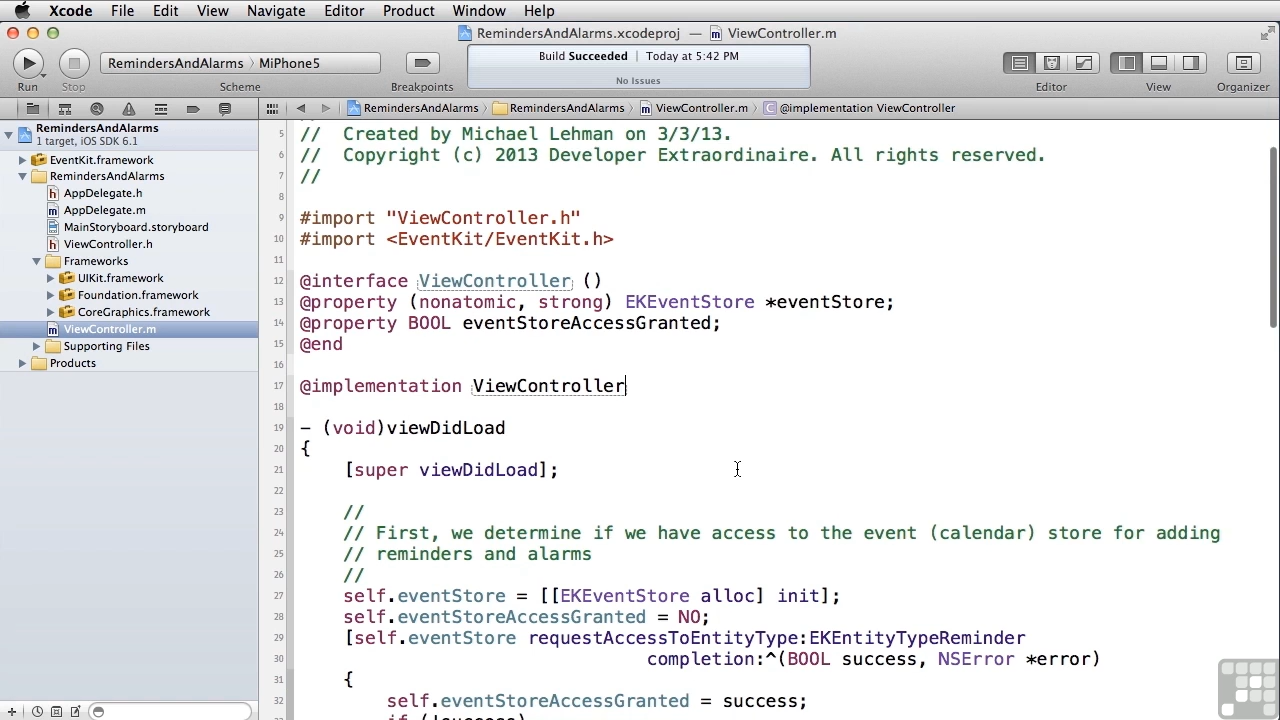 Xcode File Edit View Navigate Editor Product Window Help
RemindersAndAlarms.xcodeproj — ViewController.m
RemindersAndAlarms MiPhone5
Build Succeeded Today at 5:42 PM
No Issues
Run Stop Scheme Breakpoints Editor View Organizer
RemindersAndAlarms RemindersAndAlarms ViewController.m @implementation ViewController
RemindersAndAlarms
1 target, iOS SDK 6.1
EventKit.framework
RemindersAndAlarms
AppDelegate.h
AppDelegate.m
MainStoryboard.storyboard
ViewController.h
Frameworks
UIKit.framework
Foundation.framework
CoreGraphics.framework
ViewController.m
Supporting Files
Products
5 // Created by Michael Lehman on 3/3/13.
6 // Copyright (c) 2013 Developer Extraordinaire. All rights reserved.
7 //
8
9 #import "ViewController.h"
10 #import <EventKit/EventKit.h>
11
12 @interface ViewController ()
13 @property (nonatomic, strong) EKEventStore *eventStore;
14 @property BOOL eventStoreAccessGranted;
15 @end
16
17 @implementation ViewController
18
19 - (void)viewDidLoad
20 {
21 [super viewDidLoad];
22
23 //
24 // First, we determine if we have access to the event (calendar) store for adding
25 // reminders and alarms
26 //
27 self.eventStore = [[EKEventStore alloc] init];
28 self.eventStoreAccessGranted = NO;
29 [self.eventStore requestAccessToEntityType:EKEntityTypeReminder
30 completion:^(BOOL success, NSError *error)
31 {
32 self.eventStoreAccessGranted = success;